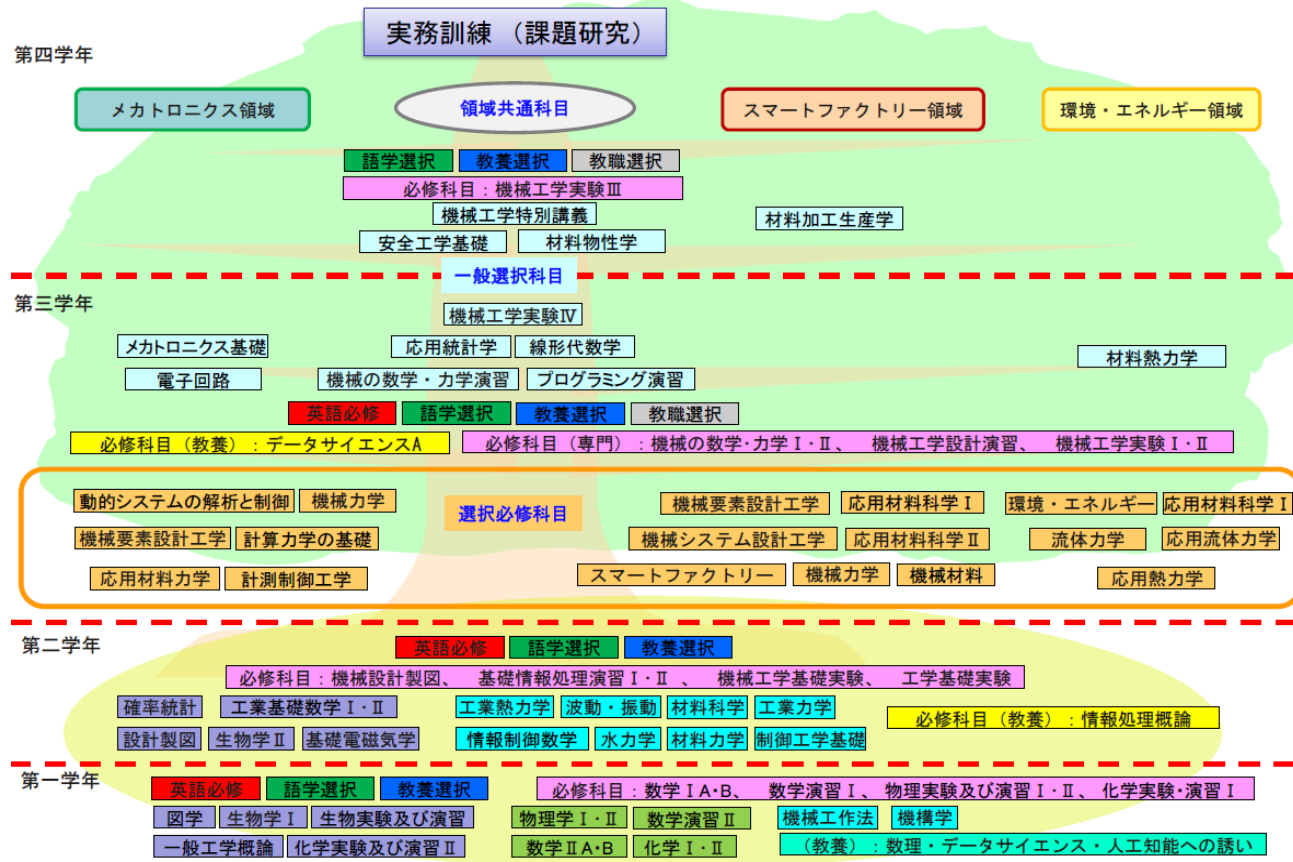 実務訓練 （課題研究）
第四学年
メカトロニクス領域
領域共通科目
スマートファクトリー領域
環境・エネルギー領域
語学選択 教養選択 教職選択
必修科目：機械工学実験Ⅲ
機械工学特別講義
材料加工生産学
安全工学基礎 材料物性学
一般選択科目
第三学年
機械工学実験Ⅳ
メカトロニクス基礎 応用統計学 線形代数学 材料熱力学
電子回路 機械の数学・力学演習 プログラミング演習
英語必修 語学選択 教養選択 教職選択
必修科目（教養）：データサイエンスA 必修科目（専門）：機械の数学・力学Ⅰ・Ⅱ、 機械工学設計演習、 機械工学実験Ⅰ・Ⅱ
動的システムの解析と制御 機械力学 選択必修科目 機械要素設計工学 応用材料科学Ⅰ 環境・エネルギー 応用材料科学Ⅰ
機械要素設計工学 計算力学の基礎 機械システム設計工学 応用材料科学Ⅱ 流体力学 応用流体力学
応用材料力学 計測制御工学 スマートファクトリー 機械力学 機械材料 応用熱力学
第二学年
英語必修 語学選択 教養選択
必修科目：機械設計製図、 基礎情報処理演習Ⅰ・Ⅱ 、 機械工学基礎実験、 工学基礎実験
確率統計 工業基礎数学Ⅰ・Ⅱ 工業熱力学 波動・振動 材料科学 工業力学
必修科目（教養）：情報処理概論
設計製図 生物学Ⅱ 基礎電磁気学 情報制御数学 水力学 材料力学 制御工学基礎
第一学年
英語必修 語学選択 教養選択 必修科目：数学ⅠA・B、 数学演習Ⅰ、 物理実験及び演習Ⅰ・Ⅱ、 化学実験・演習Ⅰ
図学 生物学Ⅰ 生物実験及び演習 物理学Ⅰ・Ⅱ 数学演習Ⅱ 機械工作法 機構学
一般工学概論 化学実験及び演習Ⅱ 数学ⅡA・B 化学Ⅰ・Ⅱ （教養）：数理・データサイエンス・人工知能への誘い